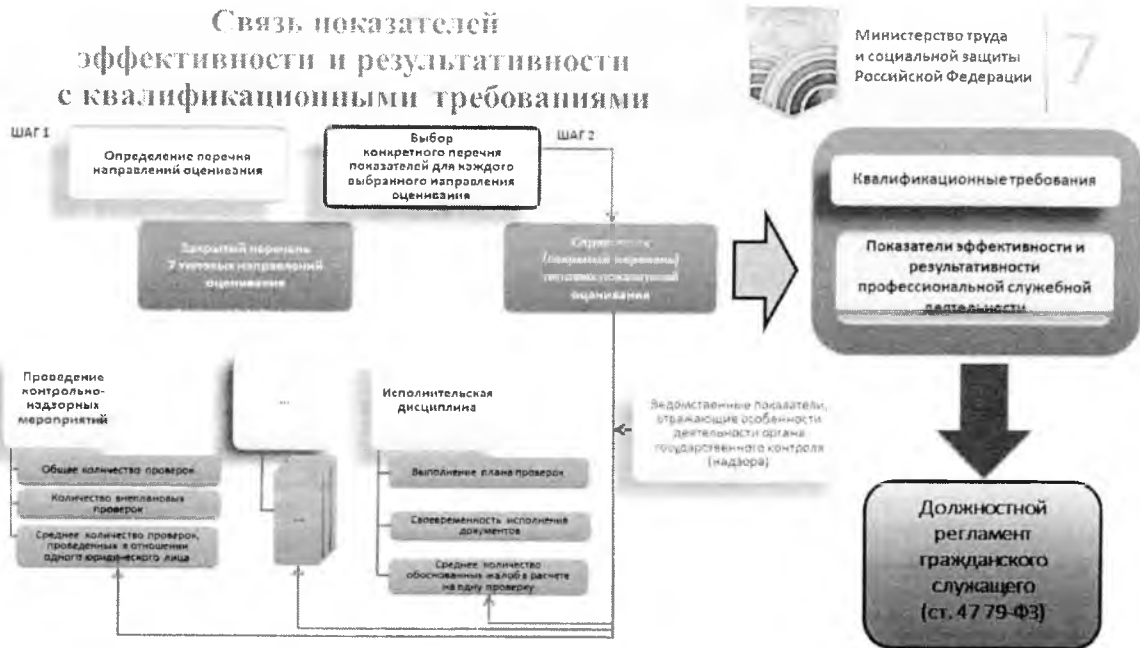 Связь показателей
эффективности и результативности
с квалификационными требованиями
Министерство труда
и социальной защиты
Российской Федерации
7
ШАГ 1
Определение перечня
направлений оценивания
Выбор
конкретного перечня
показателей для каждого
выбранного направления
оценивания
ШАГ 2
Закрытый перечень
7 типовых направлений
оценивания
(закрытый перечень)
типовых показателей
оценивания
Квалификационные требования
Показатели эффективности и
результативности
профессиональной служебной
деятельности
Проведение
контрольно-
надзорных
мероприятий
Общее количество проверок
Количество внеплановых
проверок
Среднее количество проверок,
проведенных в отношении
одного юридического лица
...
...
Исполнительская
дисциплина
Выполнение плана проверок
Своевременность исполнения
документов
Среднее количество
обоснованных жалоб в расчете
на одну проверку
Ведомственные показатели,
отражающие особенности
деятельности органа
государственного контроля
(надзора)
Должностной
регламент
гражданского
служащего
(ст. 47 79-ФЗ)